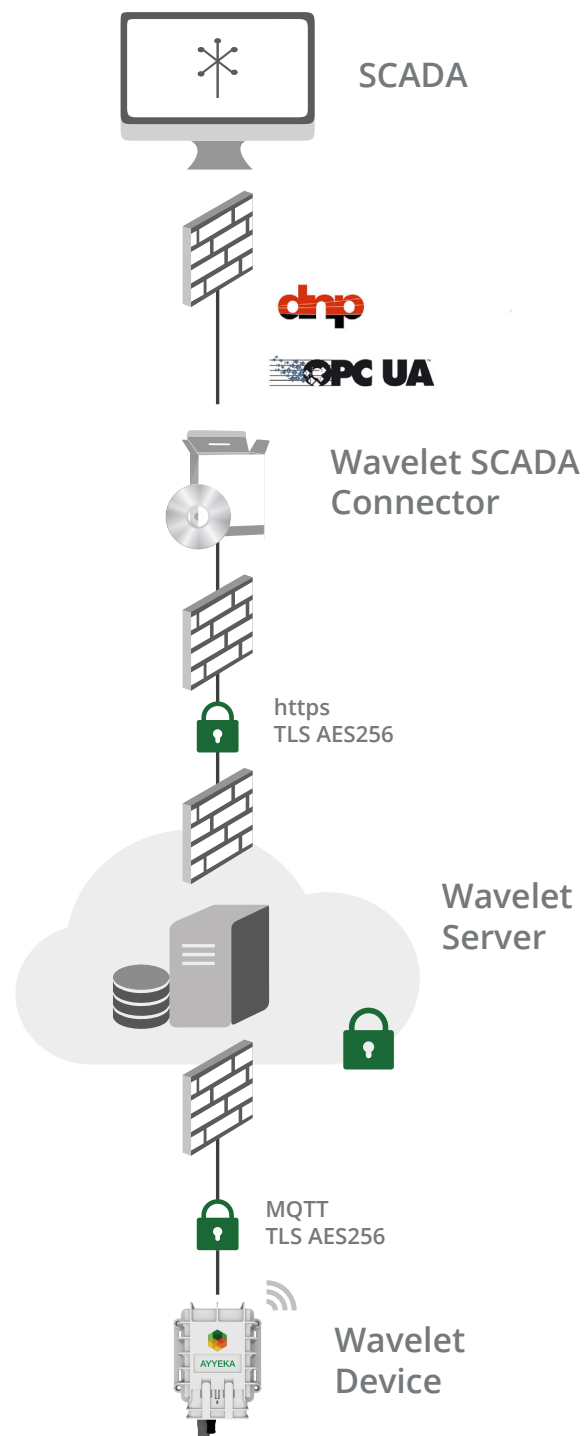 SCADA
dnp
OPC UA
Wavelet SCADA
Connector
https
TLS AES256
Wavelet
Server
MQTT
TLS AES256
AYYEKA
Wavelet
Device